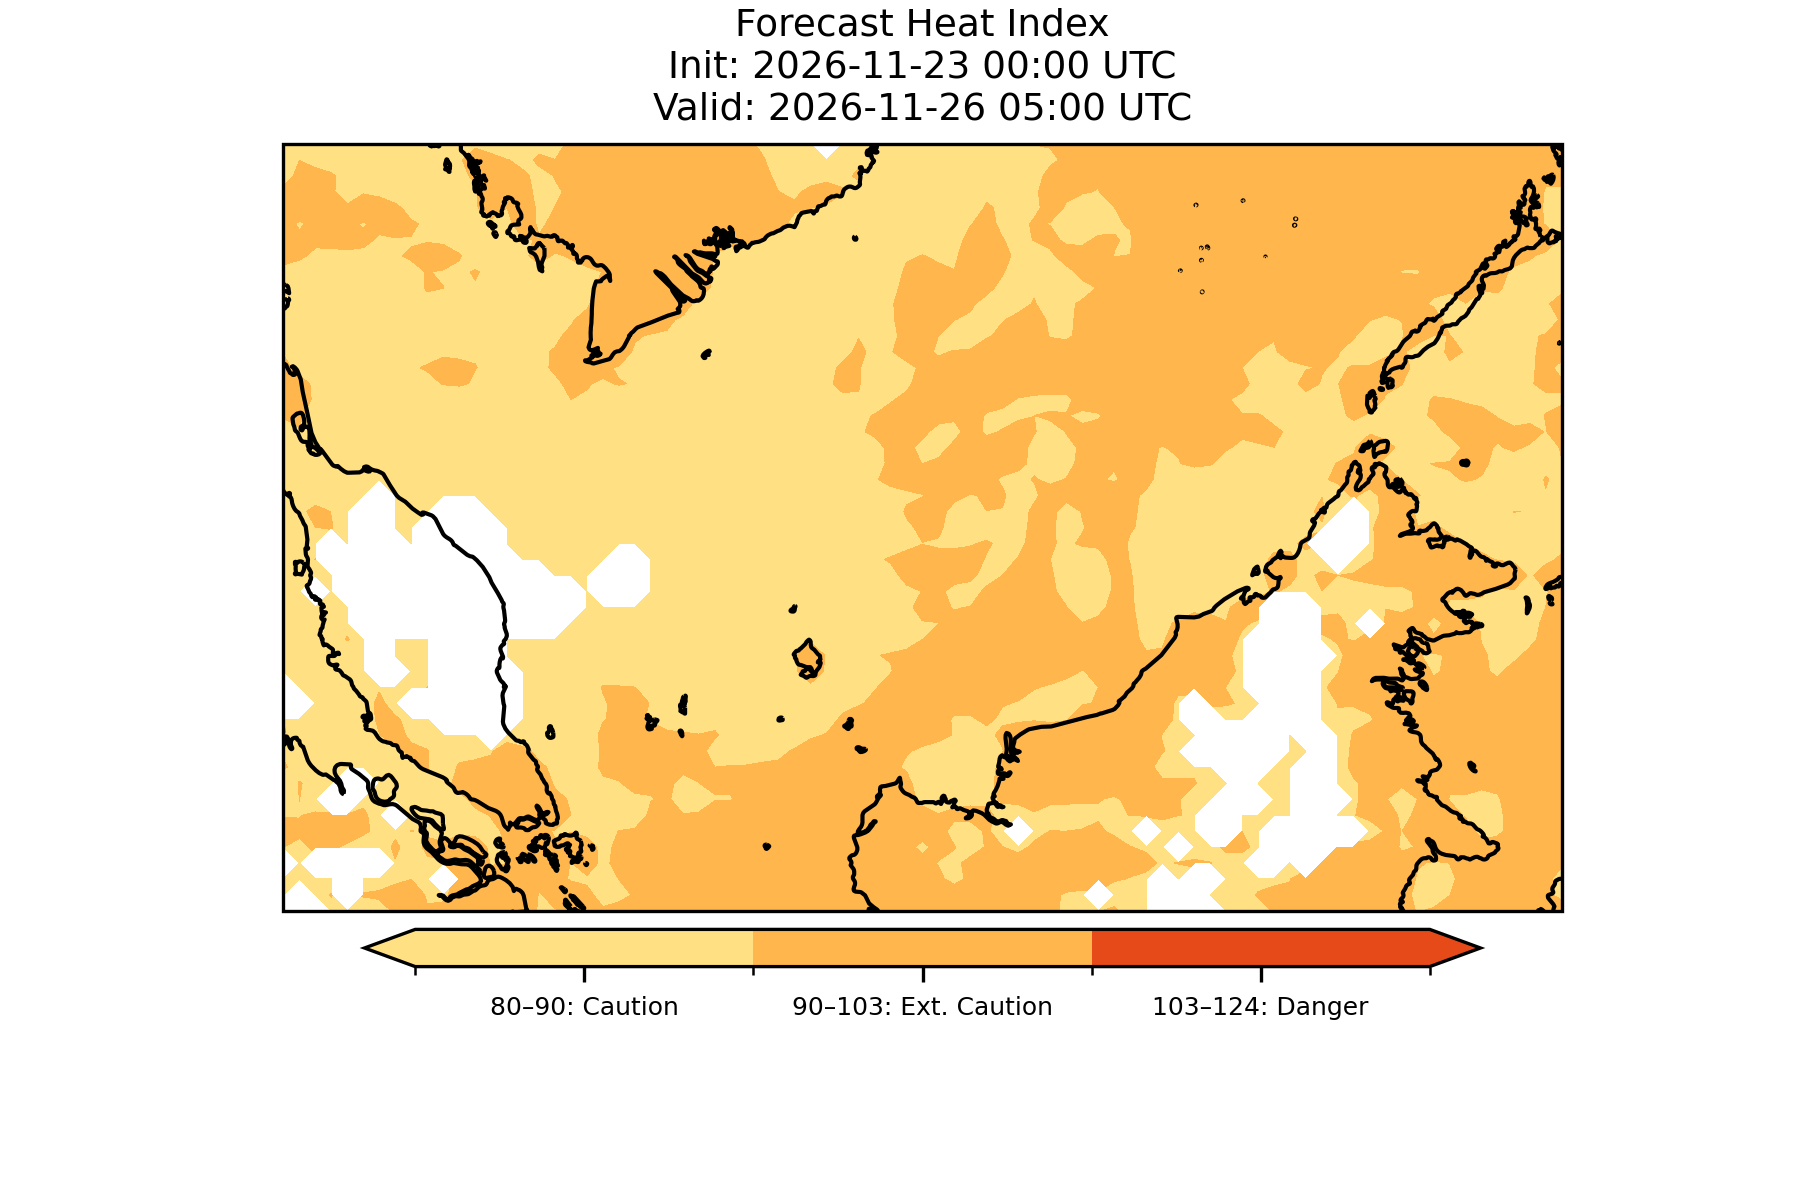 Forecast Heat Index
Init: 2026-11-23 00:00 UTC
Valid: 2026-11-26 05:00 UTC
80–90: Caution
90–103: Ext. Caution
103–124: Danger